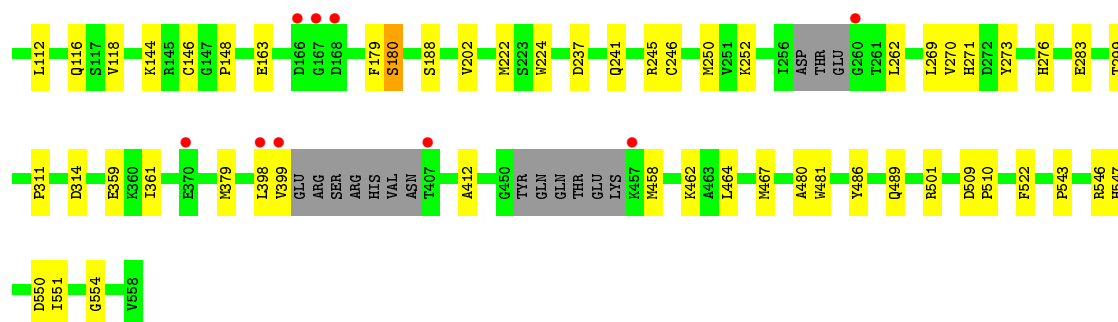 L112 Q116 S117 V118 K144 R145 C146 G147 P148 E163 D166 G167 D168 F179 S180 S188 V202 M222 S223 W224 D237 Q241 R245 C246 M250 V251 K252 I256 ASP THR GLU G260 T261 L262 L269 V270 H271 D272 Y273 H276 E283 T299
P311 D314 E359 K360 I361 E370 M379 L398 V399 GLU ARG SER ARG HIS VAL ASN T407 A412 G450 TYR GLN GLN THR GLU LYS K457 M458 K462 A463 L464 M467 A480 W481 Y486 Q489 R501 D509 P510 F522 P543 R546 H547
D550 I551 G554 V558